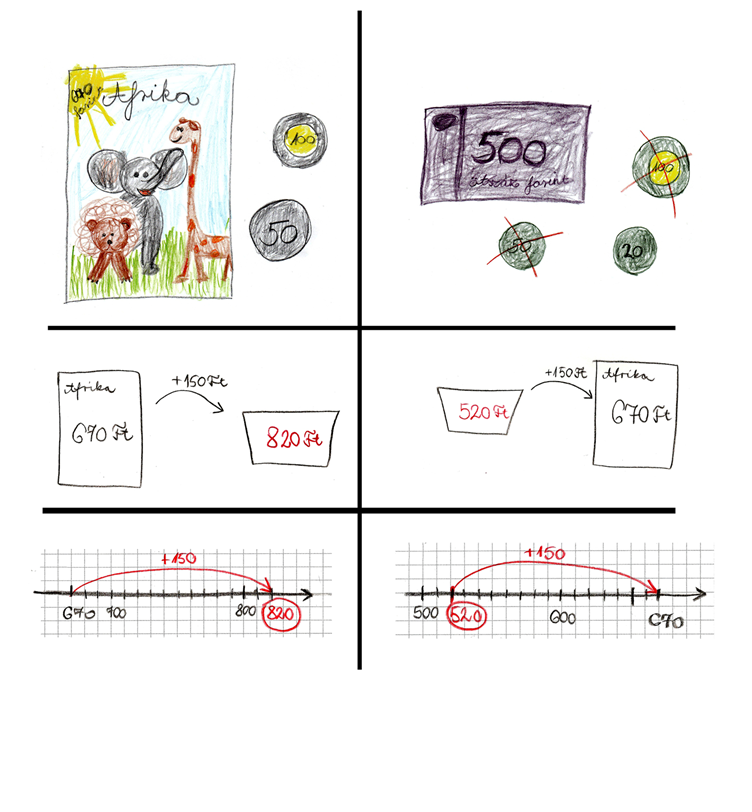 670
forint
Afrika
100
50
500
Ötszáz forint
100
50
20
Afrika
670 Ft
+150 Ft
820 Ft
520 Ft
+150 Ft
Afrika
670 Ft
+150
670 700 800 820
+150
500 520 600 670